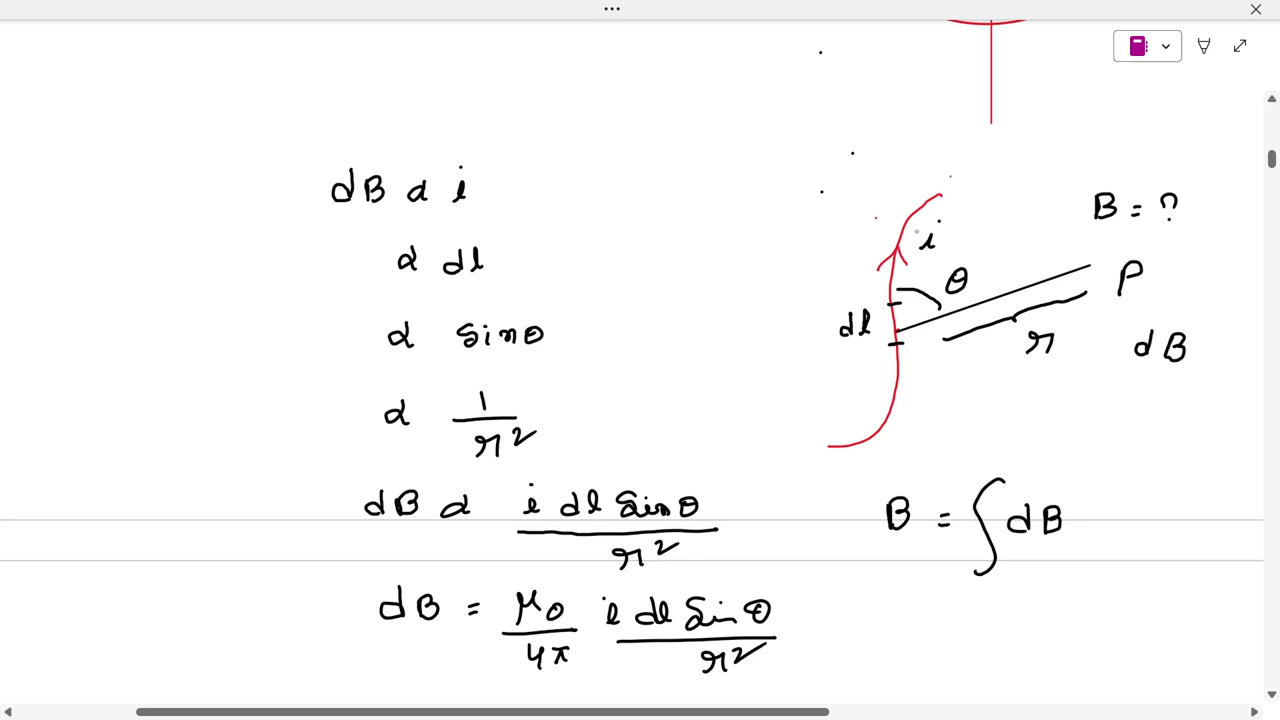 dB α i
α dl
α sinθ
α 1/r²
dB α i dl sinθ / r²
dB = μ₀/4π i dl sinθ / r²
B = ?
i
θ
P
dl
r
dB
B = ∫ dB